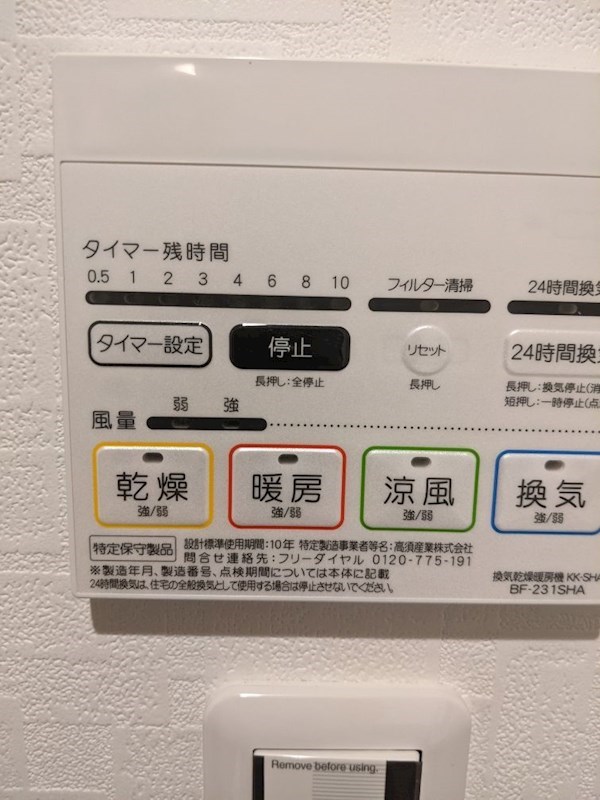 タイマー残時間
0.5 1 2 3 4 6 8 10
フィルター清掃
24時間換気
タイマー設定
停止
長押し:全停止
リセット
長押し
24時間換
長押し:換気停止(消
短押し:一時停止(点
風量
弱 強
乾燥
強/弱
暖房
強/弱
涼風
強/弱
換気
強/弱
特定保守製品
設計標準使用期間:10年 特定製造事業者等名:高須産業株式会社
問合せ連絡先:フリーダイヤル 0120-775-191
※製造年月、製造番号、点検期間については本体に記載
24時間換気は、住宅の全般換気として使用する場合は停止させないでください。
換気乾燥暖房機 KK-SHA
BF-231SHA
Remove before using.